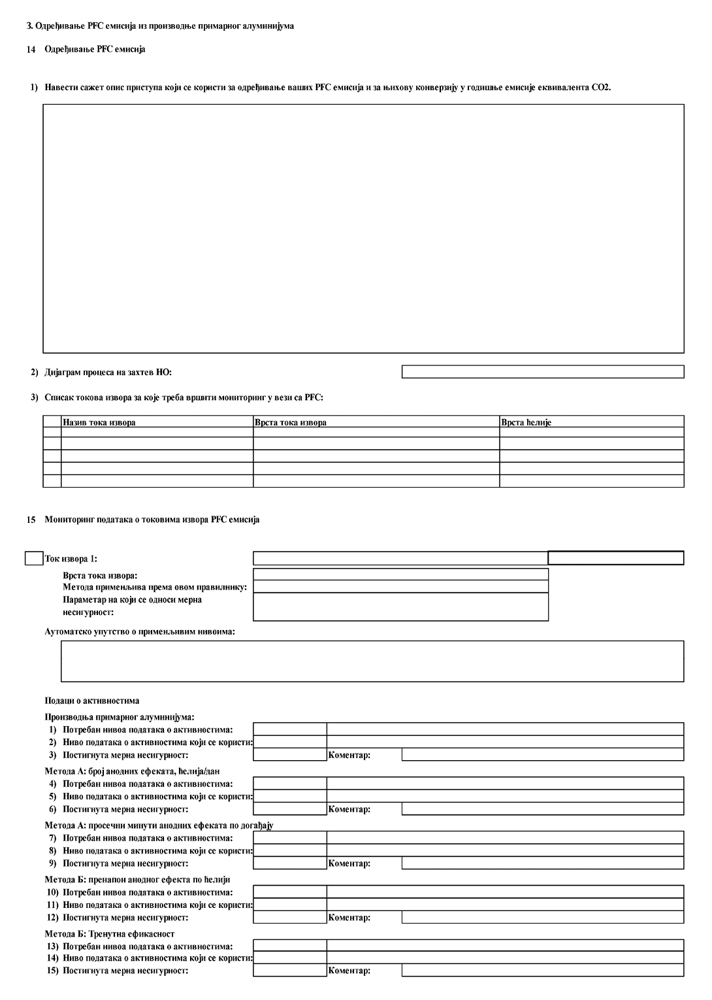 З. Одређивање PFC емисија из производње примарног алуминијума
14 Одређивање PFC емисија
1) Навести сажет опис приступа који се користи за одређивање ваших PFC емисија и за њихову конверзију у годишње емисије еквивалента CO2.
2) Дијаграм процеса на захтев НО:
3) Списак токова извора за које треба вршити мониторинг у вези са PFC:
Назив тока извора Врста тока извора Врста ћелије
15 Мониторинг података о токовима извора PFC емисија
Ток извора 1:
Врста тока извора:
Метода применљива према овом правилнику:
Параметар на који се односи мерна
несигурност:
Аутоматско упутство о применљивим нивоима:
Подаци о активностима
Производња примарног алуминијума:
1) Потребан нивоа података о активностима:
2) Ниво података о активностима који се користи:
3) Постигнута мерна несигурност: Коментар:
Метода А: број анодних ефеката, ћелија/дан
4) Потребан нивоа података о активностима:
5) Ниво података о активностима који се користи:
6) Постигнута мерна несигурност: Коментар:
Метода А: просечни минути анодних ефеката по догађају
7) Потребан нивоа података о активностима:
8) Ниво података о активностима који се користи:
9) Постигнута мерна несигурност: Коментар:
Метода Б: пренапон анодног ефекта по ћелији
10) Потребан нивоа података о активностима:
11) Ниво података о активностима који се користи:
12) Постигнута мерна несигурност: Коментар:
Метода Б: Тренутна ефикасност
13) Потребан нивоа података о активностима:
14) Ниво података о активностима који се користи:
15) Постигнута мерна несигурност: Коментар: